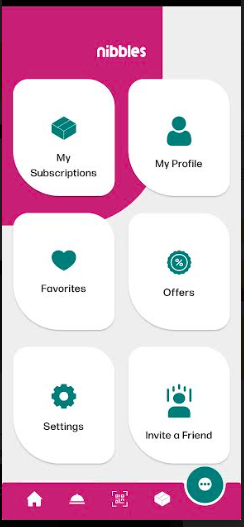 nibbles
My
Subscriptions
My Profile
Favorites
Offers
Settings
Invite a Friend